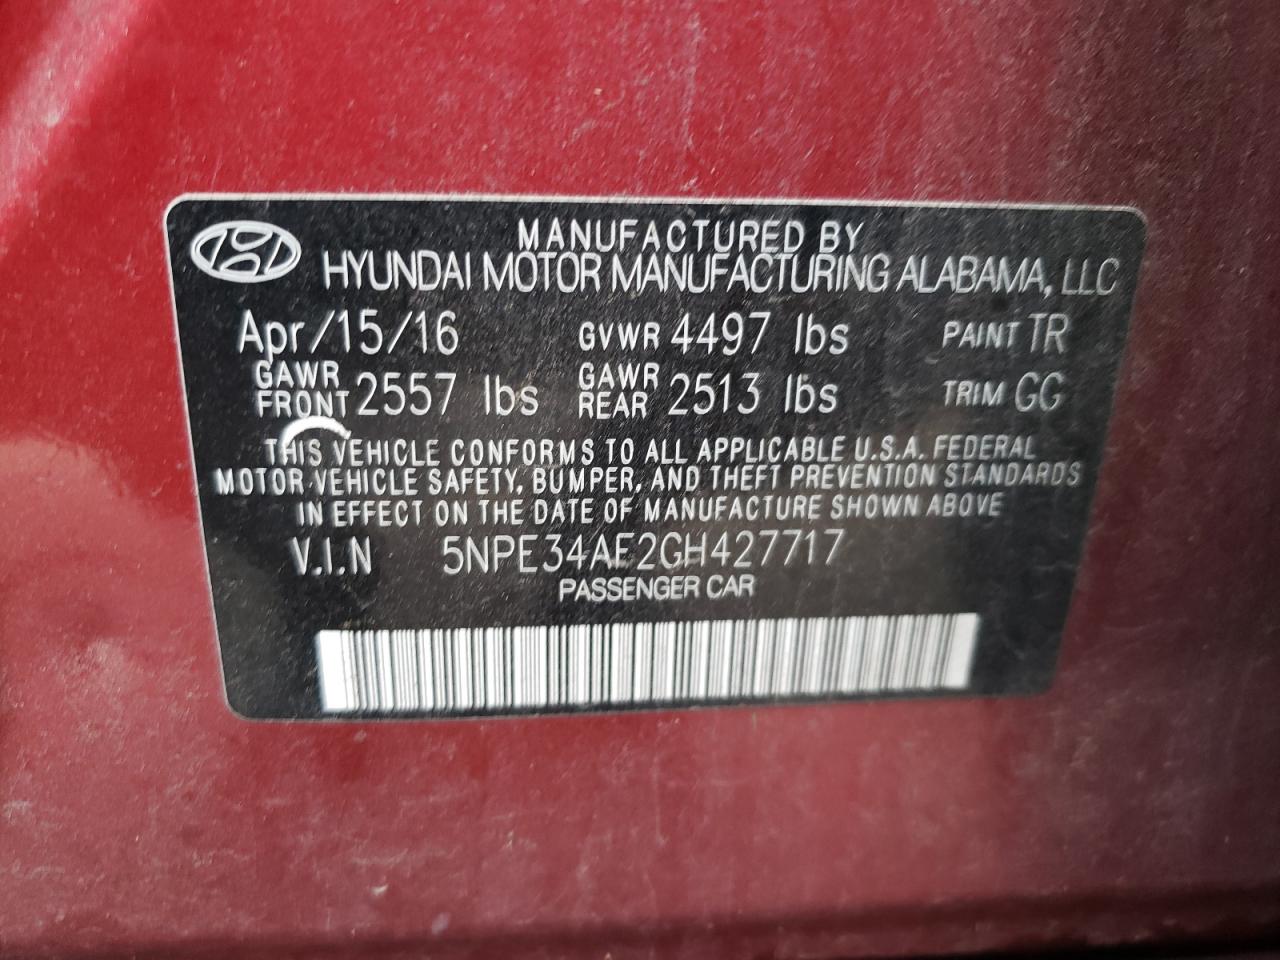 MANUFACTURED BY
HYUNDAI MOTOR MANUFACTURING ALABAMA, LLC
Apr/15/16 GVWR 4497 lbs PAINT TR
GAWR FRONT 2557 lbs GAWR REAR 2513 lbs TRIM GG
THIS VEHICLE CONFORMS TO ALL APPLICABLE U.S.A. FEDERAL
MOTOR VEHICLE SAFETY, BUMPER, AND THEFT PREVENTION STANDARDS
IN EFFECT ON THE DATE OF MANUFACTURE SHOWN ABOVE
V.I.N 5NPE34AF2GH427717
PASSENGER CAR